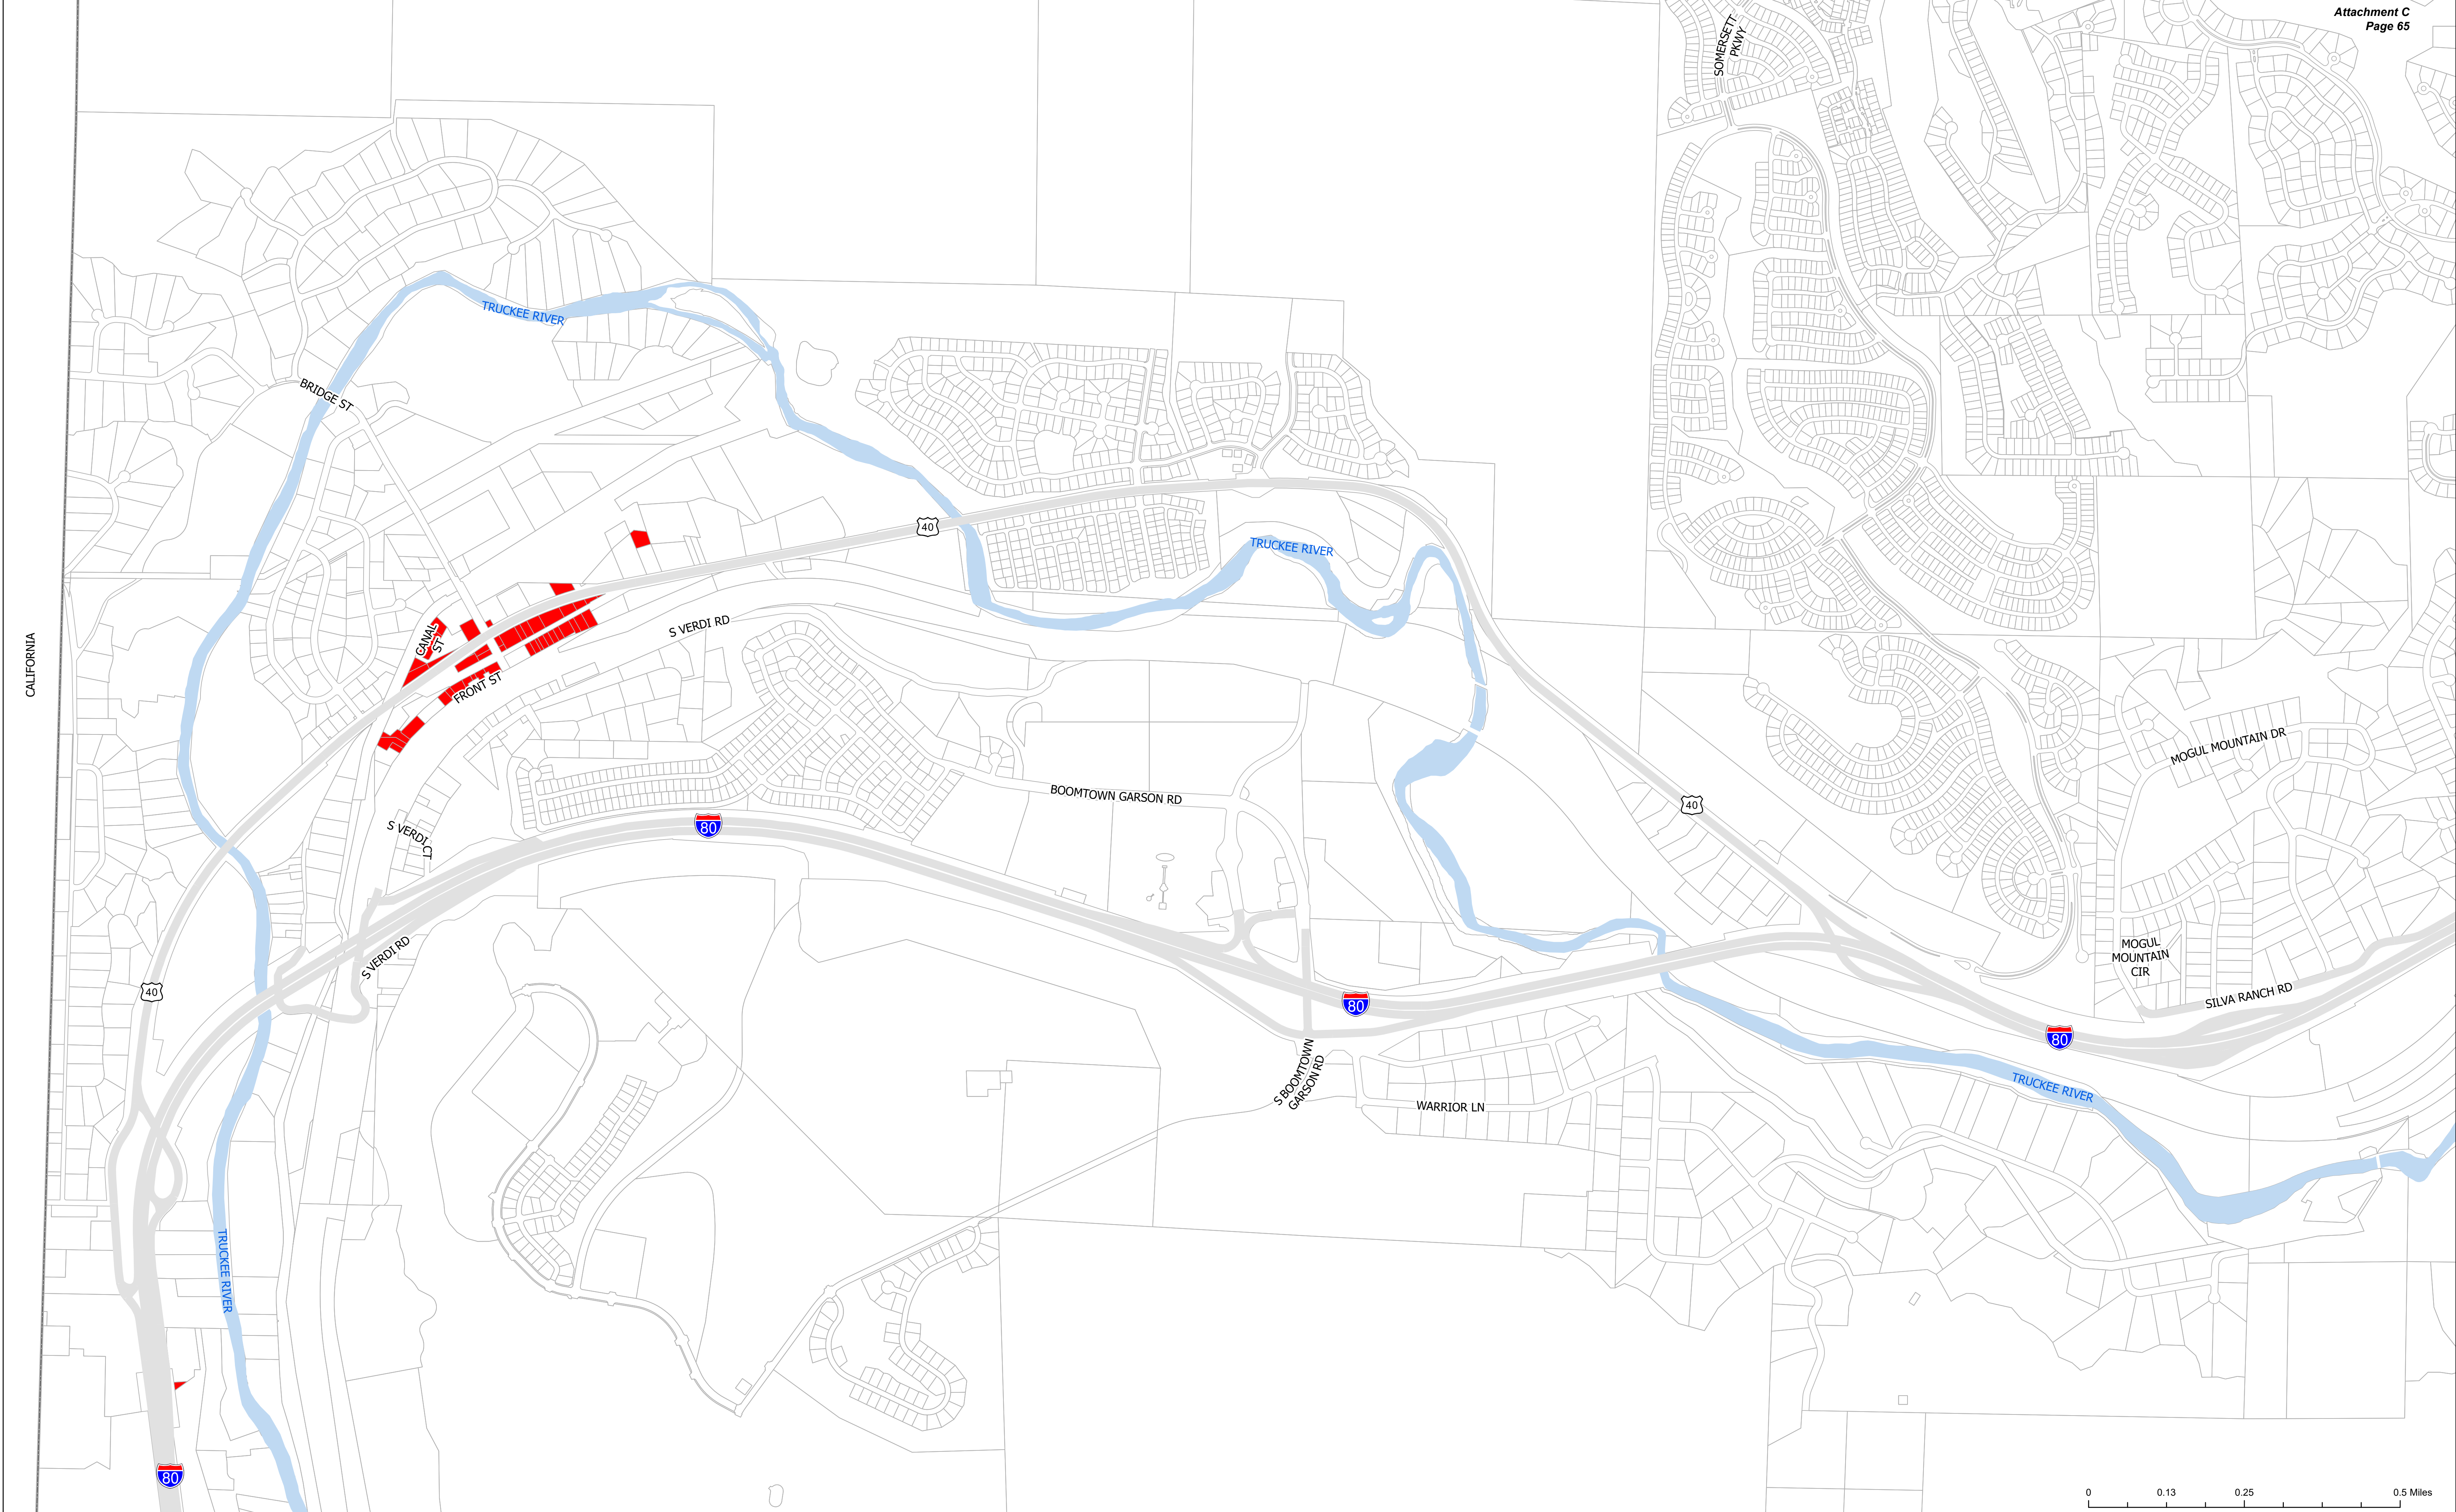 Attachment C
Page 65
SOMERSETT
PKWY
TRUCKEE RIVER
BRIDGE ST
40
TRUCKEE RIVER
S VERDI RD
CANAL
ST
FRONT ST
CALIFORNIA
MOGUL MOUNTAIN DR
BOOMTOWN GARSON RD
40
80
S VERDI
CT
S VERDI RD
MOGUL
MOUNTAIN
CIR
40
80
SILVA RANCH RD
80
S BOOMTOWN
GARSON RD
WARRIOR LN
TRUCKEE RIVER
TRUCKEE RIVER
80
0 0.13 0.25 0.5 Miles